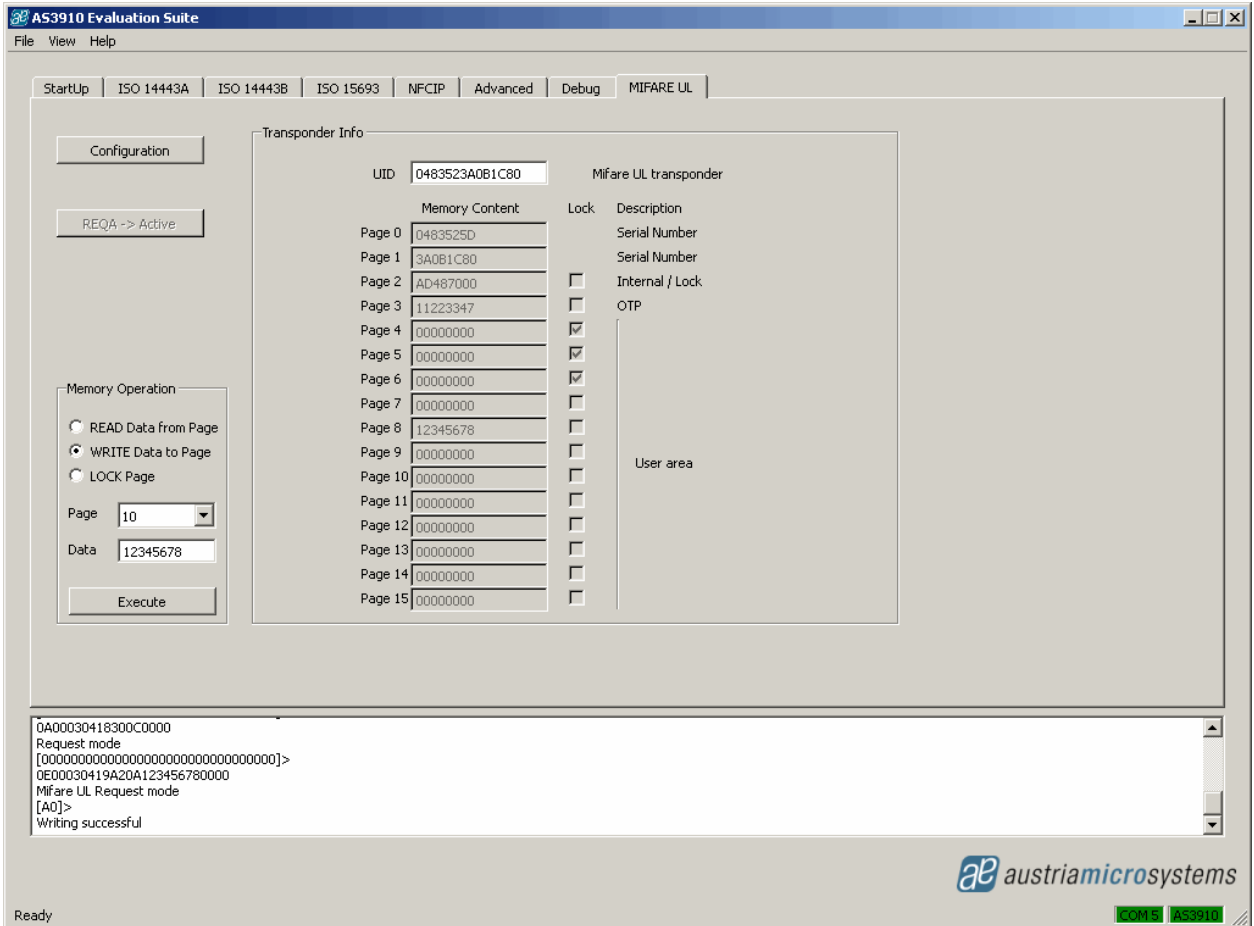 AS3910 Evaluation Suite
File View Help
StartUp ISO 14443A ISO 14443B ISO 15693 NFCIP Advanced Debug MIFARE UL
Configuration
REQA -> Active
Transponder Info
UID 0483523A0B1C80 Mifare UL transponder
Memory Content Lock Description
Page 0 0483525D Serial Number
Page 1 3A0B1C80 Serial Number
Page 2 AD487000 Internal / Lock
Page 3 11223347 OTP
Page 4 00000000
Page 5 00000000
Page 6 00000000
Page 7 00000000
Page 8 12345678
Page 9 00000000
Page 10 00000000
Page 11 00000000
Page 12 00000000
Page 13 00000000
Page 14 00000000
Page 15 00000000
User area
Memory Operation
READ Data from Page
WRITE Data to Page
LOCK Page
Page 10
Data 12345678
Execute
0A00030418300C0000
Request mode
[00000000000000000000000000000000]>
0E00030419A20A123456780000
Mifare UL Request mode
[A0]>
Writing successful
ae austriamicrosystems
Ready COM 5 AS3910